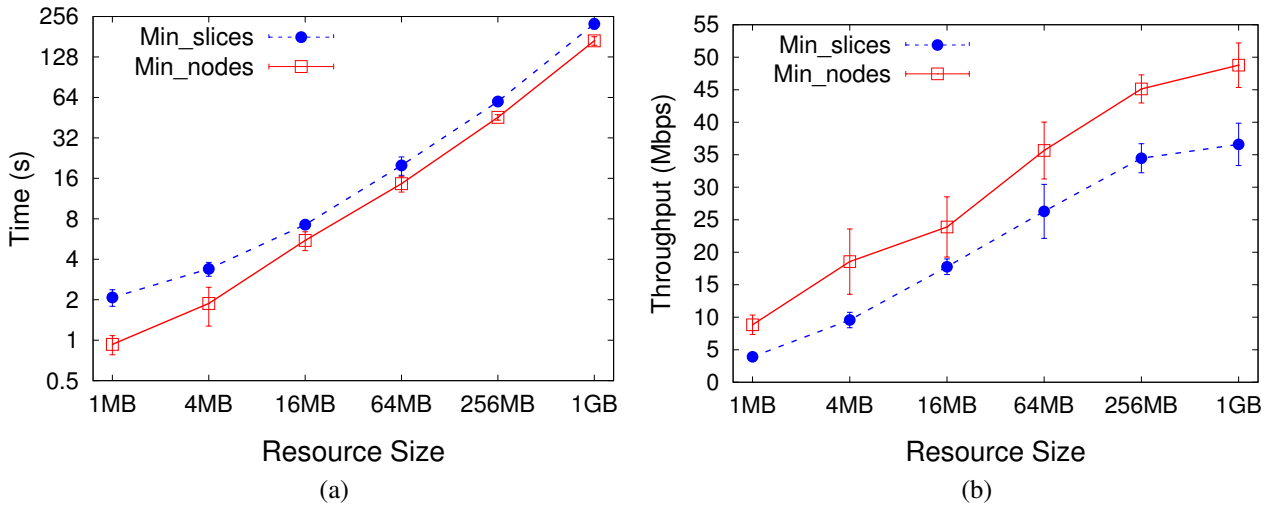 256
128
64
32
16
8
4
2
1
0.5
Time (s)
Min_slices
Min_nodes
1MB 4MB 16MB 64MB 256MB 1GB
Resource Size
(a)
55
50
45
40
35
30
25
20
15
10
5
0
Throughput (Mbps)
Min_slices
Min_nodes
1MB 4MB 16MB 64MB 256MB 1GB
Resource Size
(b)